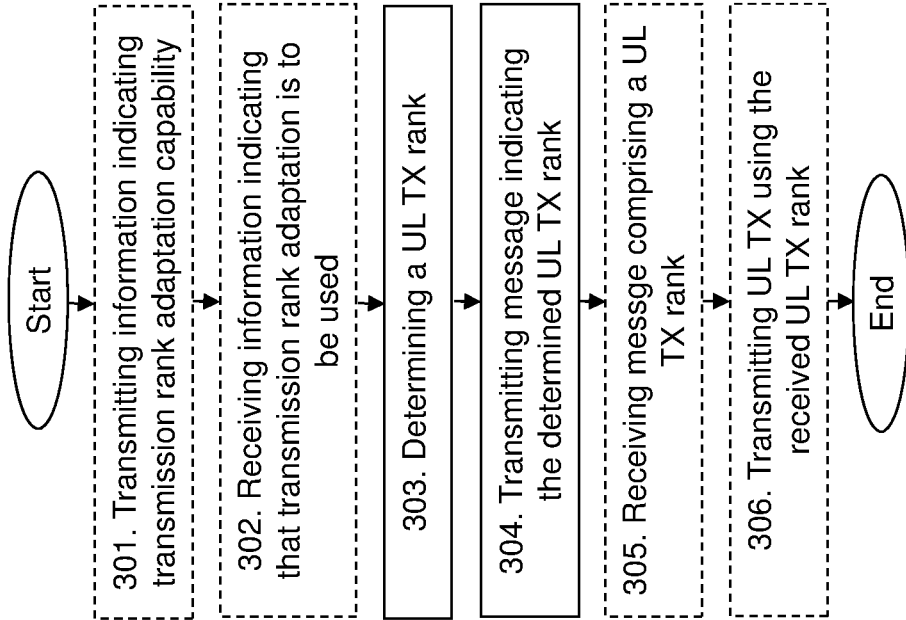 Start
301. Transmitting information indicating
transmission rank adaptation capability
302. Receiving information indicating
that transmission rank adaptation is to
be used
303. Determining a UL TX rank
304. Transmitting message indicating
the determined UL TX rank
305. Receiving messge comprising a UL
TX rank
306. Transmitting UL TX using the
received UL TX rank
End